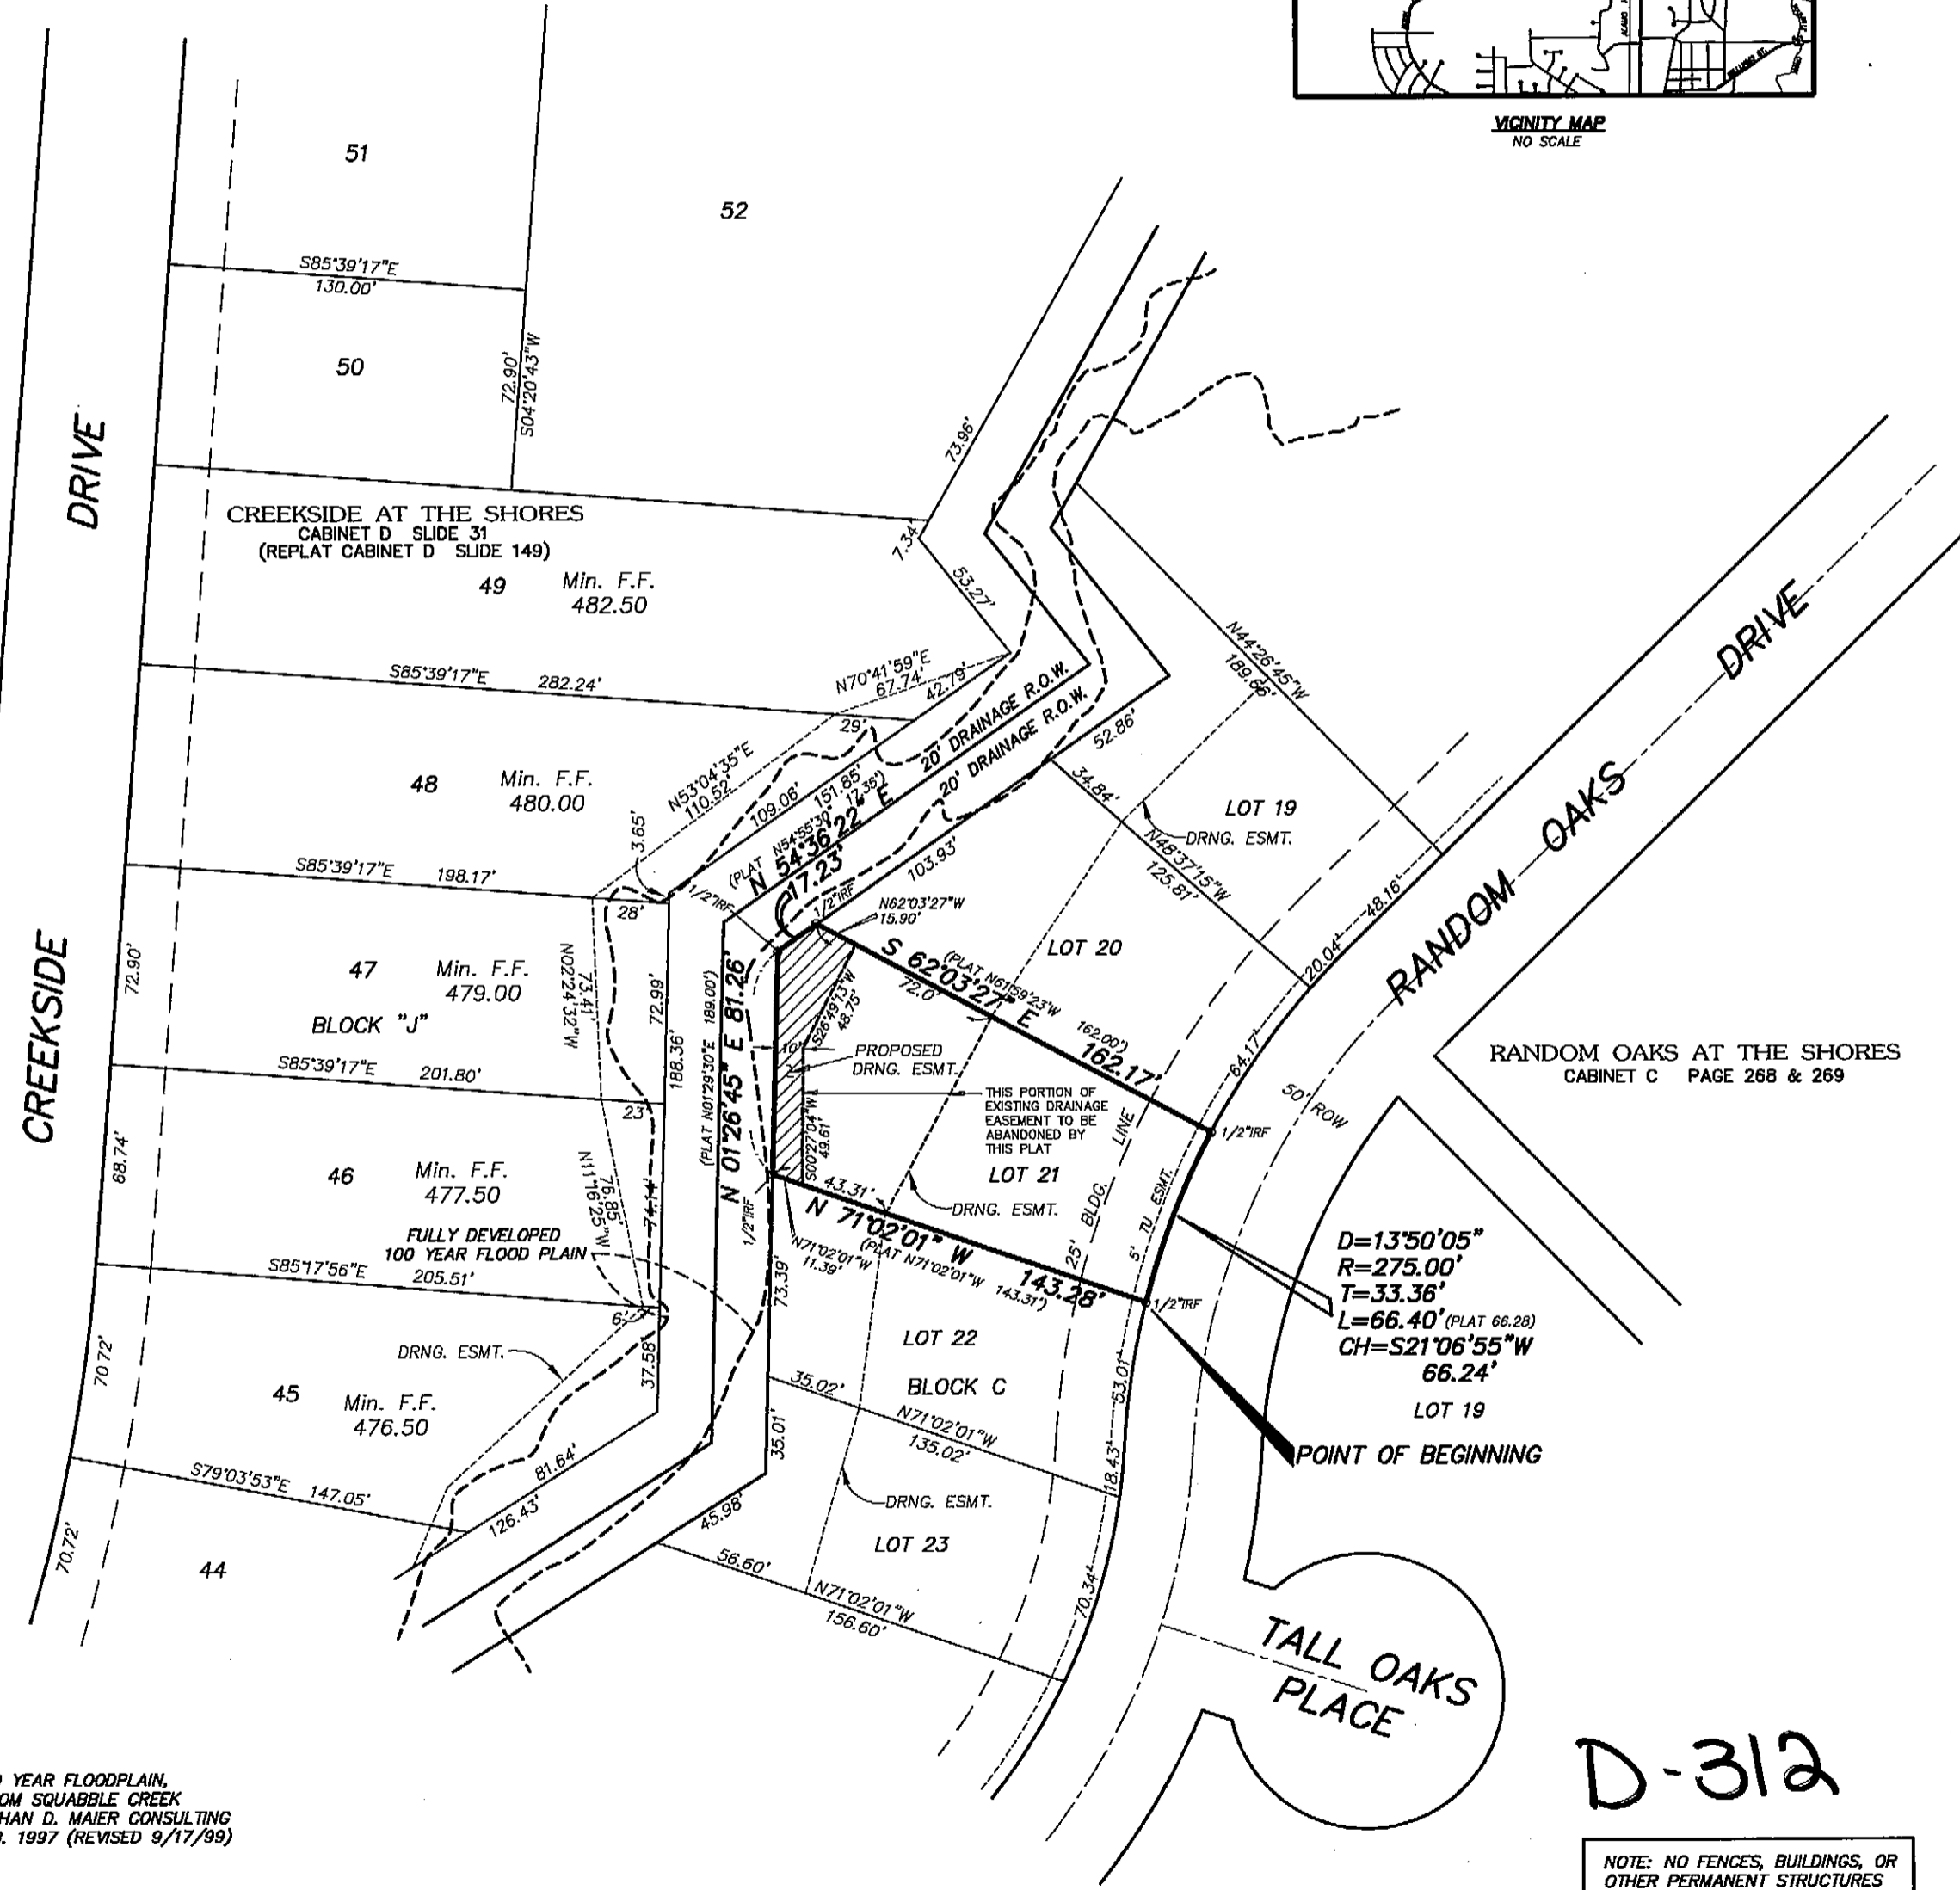 VICINITY MAP
NO SCALE
51
52
S85°39'17"E
130.00'
50
72.90'
S04°20'43"W
73.96'
DRIVE
CREEKSIDE AT THE SHORES
CABINET D SLIDE 31
(REPLAT CABINET D SLIDE 149)
7.34'
49
Min. F.F.
482.50
53.27'
S85°39'17"E 282.24'
N70°41'59"E
67.74'
42.79'
29'
N44°26'45"W
189.66'
DRIVE
20' DRAINAGE R.O.W.
20' DRAINAGE R.O.W.
52.86'
48
Min. F.F.
480.00
N53°04'35"E
110.52'
109.06'
151.85'
(PLAT N54°55'30" 17.35')
N 54°36'22" E
17.23'
34.84'
LOT 19
DRNG. ESMT.
N48°37'15"W
125.81'
OAKS
3.65'
S85°39'17"E 198.17'
1/2"IRF
1/2"IRF
103.93'
N62°03'27"W
15.90'
48.16'
20.04'
RANDOM
28'
CREEKSIDE
72.90'
47
Min. F.F.
479.00
BLOCK "J"
73.41'
N02°24'32"W
72.99'
188.36'
(PLAT N01°29'30"E 189.00')
N 01°26'45" E 81.26'
LOT 20
(PLAT N61°59'23"W 162.00')
S 62°03'27" E
72.0'
162.17'
S26°49'13"W
48.75'
10'
PROPOSED
DRNG. ESMT.
64.17'
50' ROW
RANDOM OAKS AT THE SHORES
CABINET C PAGE 268 & 269
S85°39'17"E 201.80'
23'
THIS PORTION OF
EXISTING DRAINAGE
EASEMENT TO BE
ABANDONED BY
THIS PLAT
S00°27'04"W
49.61'
25' BLDG. LINE
1/2"IRF
68.74'
46
Min. F.F.
477.50
N11°16'25"W
76.85'
74.14'
LOT 21
43.31'
DRNG. ESMT.
5' TU ESMT.
FULLY DEVELOPED
100 YEAR FLOOD PLAIN
1/2"IRF
N 71°02'01" W
143.28'
(PLAT N71°02'01"W 143.31')
N71°02'01"W
11.39'
73.39'
S85°17'56"E 205.51'
1/2"IRF
D=13°50'05"
R=275.00'
T=33.36'
L=66.40' (PLAT 66.28)
CH=S21°06'55"W
66.24'
LOT 19
POINT OF BEGINNING
6'
DRNG. ESMT.
37.58'
LOT 22
BLOCK C
53.01'
70.72'
45
Min. F.F.
476.50
35.02'
N71°02'01"W
135.02'
35.01'
18.43'
S79°03'53"E 147.05'
81.64'
126.43'
45.98'
DRNG. ESMT.
LOT 23
70.72'
44
56.60'
N71°02'01"W
156.60'
70.34'
TALL OAKS
PLACE
D-312
YEAR FLOODPLAIN,
OM SQUABBLE CREEK
HAN D. MAIER CONSULTING
1997 (REVISED 9/17/99)
NOTE: NO FENCES, BUILDINGS, OR
OTHER PERMANENT STRUCTURES